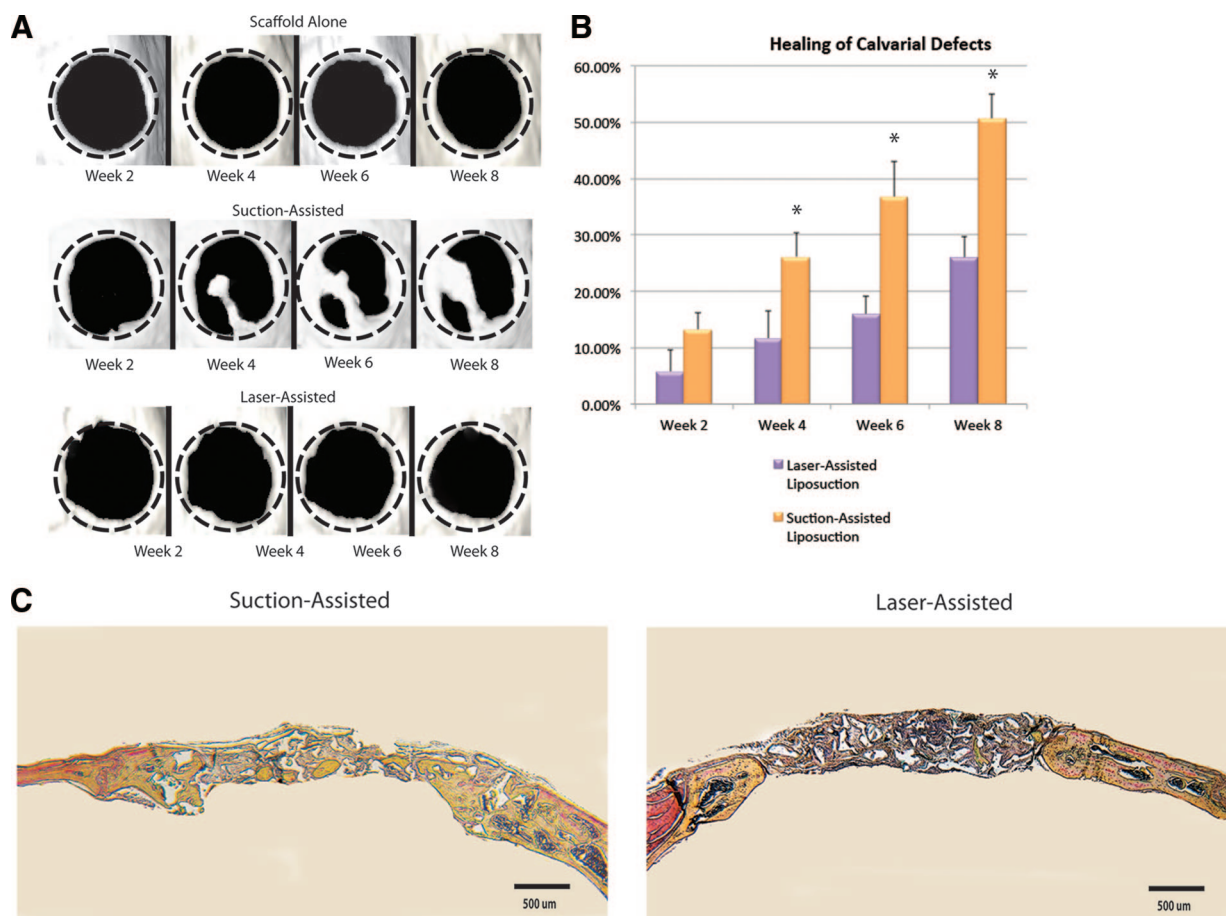 A
Scaffold Alone
Week 2
Week 4
Week 6
Week 8
Suction-Assisted
Week 2
Week 4
Week 6
Week 8
Laser-Assisted
Week 2
Week 4
Week 6
Week 8
B
Healing of Calvarial Defects
60.00%
50.00%
40.00%
30.00%
20.00%
10.00%
0.00%
*
*
*
Week 2
Week 4
Week 6
Week 8
Laser-Assisted
Liposuction
Suction-Assisted
Liposuction
C
Suction-Assisted
Laser-Assisted
500 um
500 um